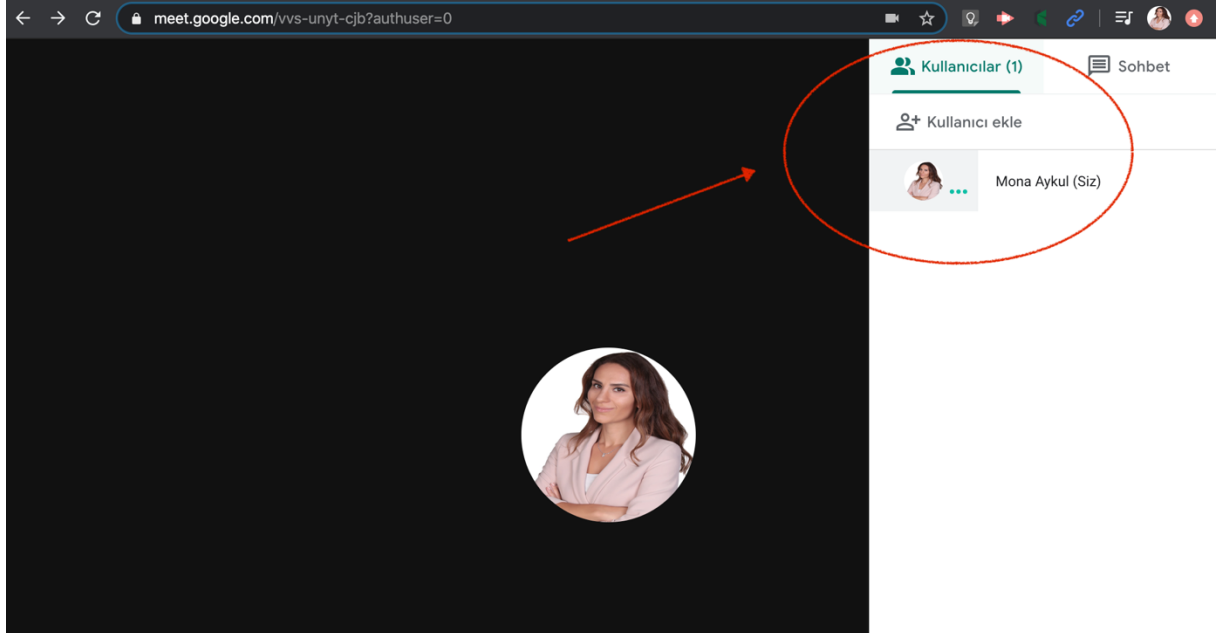 meet.google.com/vvs-unyt-cjb?authuser=0
Kullanıcılar (1)
Sohbet
Kullanıcı ekle
Mona Aykul (Siz)